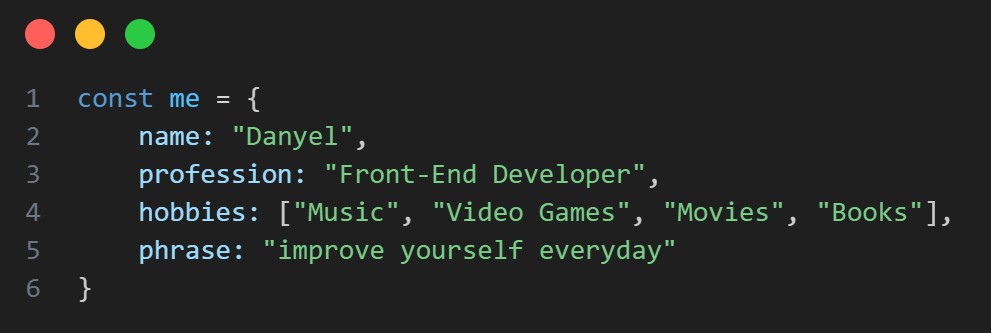 1 const me = {
2 name: "Danyel",
3 profession: "Front-End Developer",
4 hobbies: ["Music", "Video Games", "Movies", "Books"],
5 phrase: "improve yourself everyday"
6 }